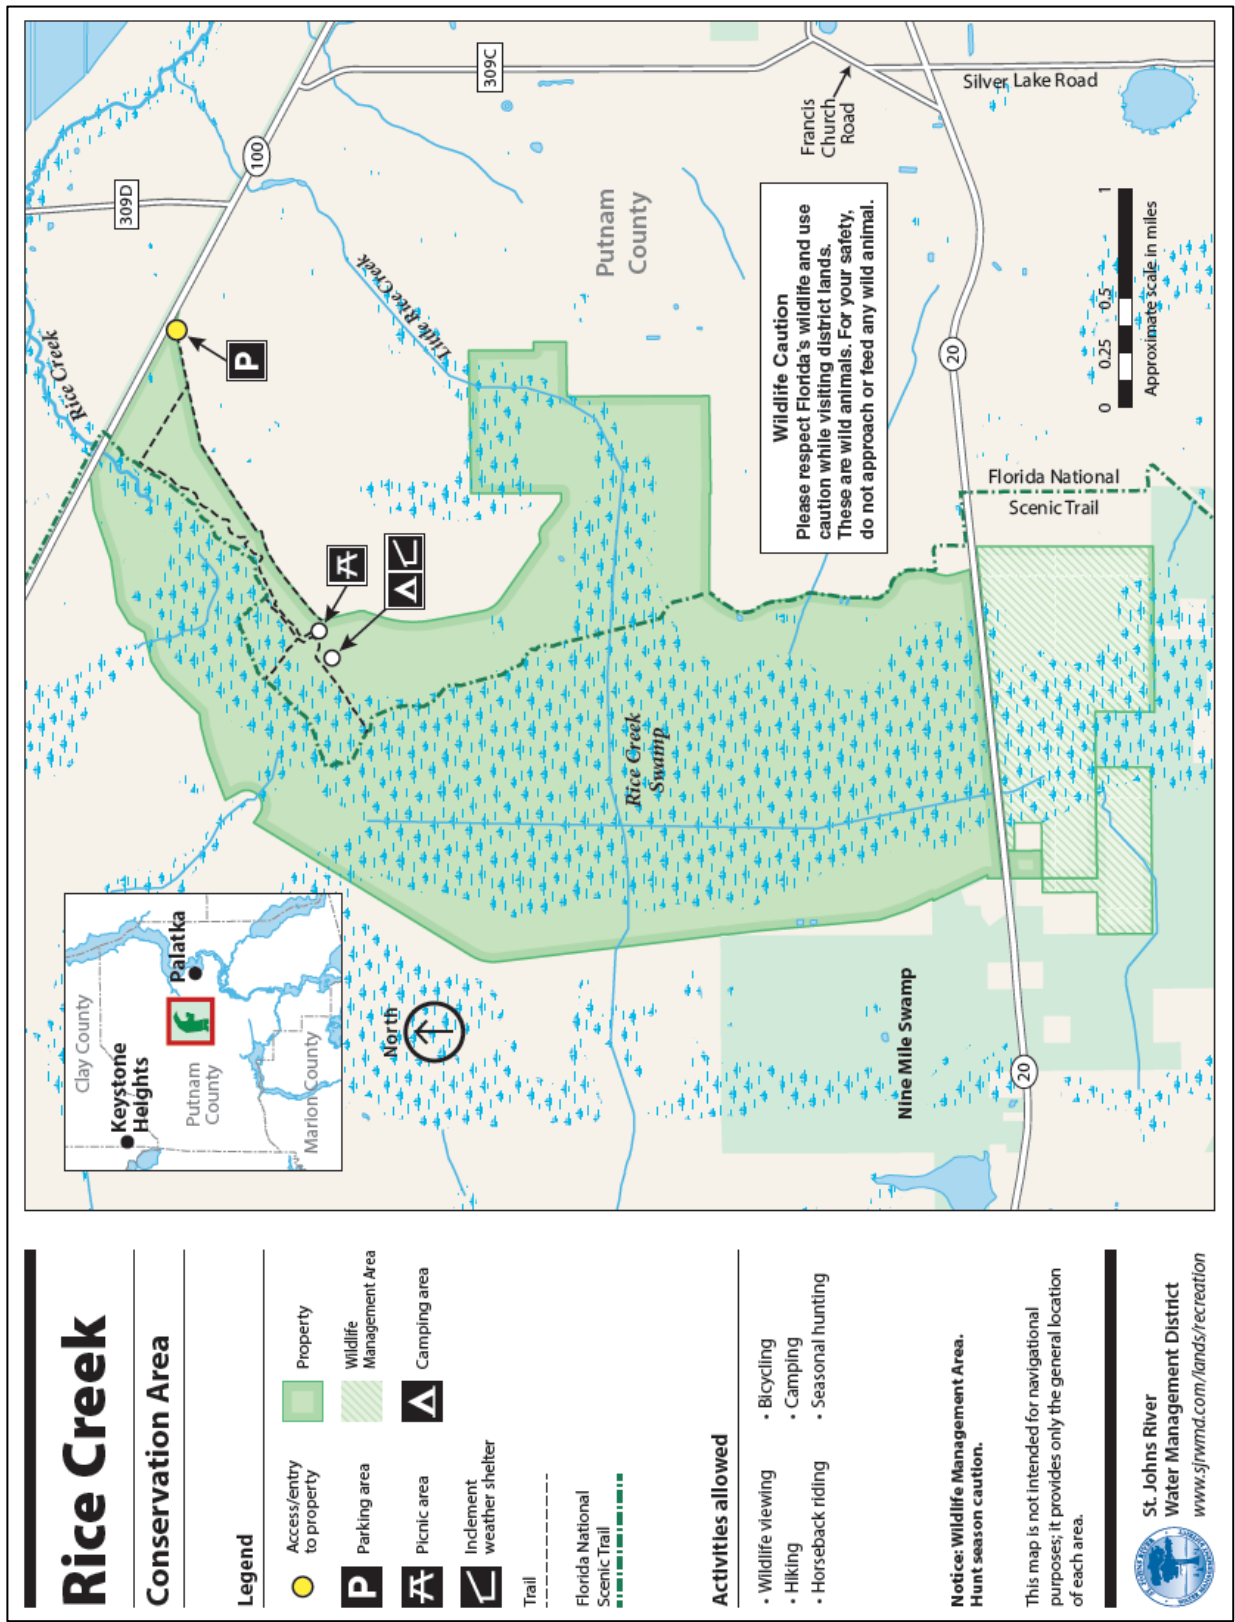 Rice Creek
Conservation Area
Legend
Access/entry
to property
Property
Parking area
Wildlife
Management Area
Picnic area
Camping area
Inclement
weather shelter
Trail
Florida National
Scenic Trail
Activities allowed
• Wildlife viewing
• Hiking
• Horseback riding
• Bicycling
• Camping
• Seasonal hunting
Notice: Wildlife Management Area.
Hunt season caution.
This map is not intended for navigational
purposes; it provides only the general location
of each area.
St. Johns River
Water Management District
www.sjrwmd.com/lands/recreation
Clay County
Keystone
Heights
Putnam
County
Palatka
Marion County
North
Rice Creek
309D
100
309C
P
Little Rice Creek
Putnam
County
Francis
Church
Road
Silver Lake Road
Wildlife Caution
Please respect Florida's wildlife and use
caution while visiting district lands.
These are wild animals. For your safety,
do not approach or feed any wild animal.
Rice Creek
Swamp
Nine Mile Swamp
20
20
Florida National
Scenic Trail
0
0.25
0.5
1
Approximate scale in miles